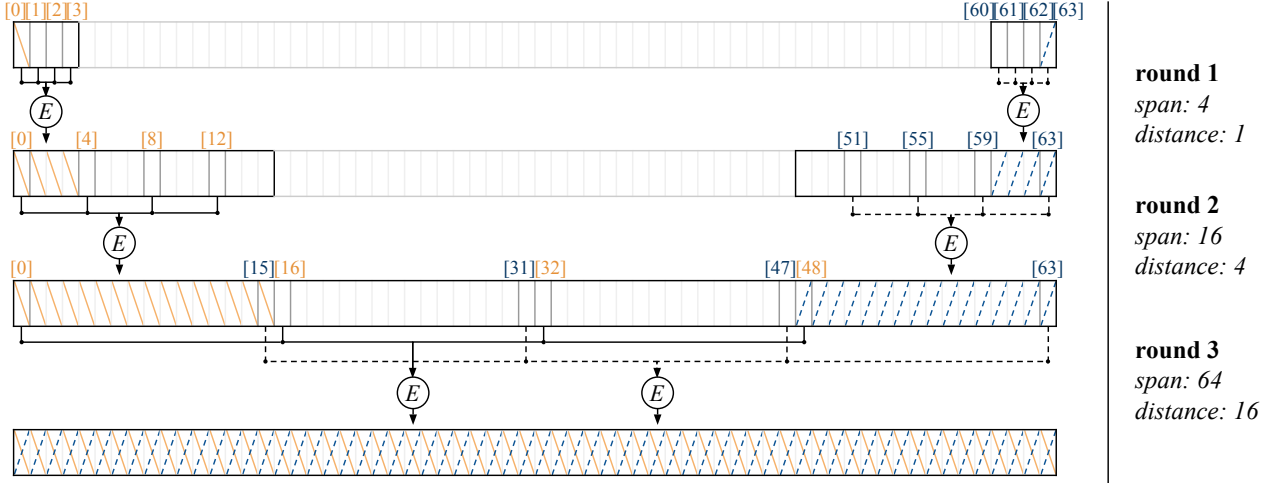 [0][1][2][3] [60][61][62][63]
E E
round 1
span: 4
distance: 1
[0] [4] [8] [12] [51] [55] [59] [63]
E E
round 2
span: 16
distance: 4
[0] [15][16] [31][32] [47][48] [63]
E E
round 3
span: 64
distance: 16